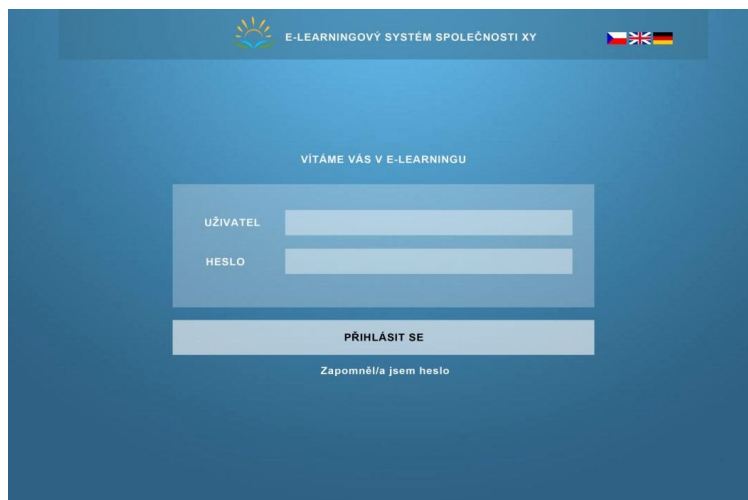 E-LEARNINGOVÝ SYSTÉM SPOLEČNOSTI XY
VÍTÁME VÁS V E-LEARNINGU
UŽIVATEL
HESLO
PŘIHLÁSIT SE
Zapomněl/a jsem heslo